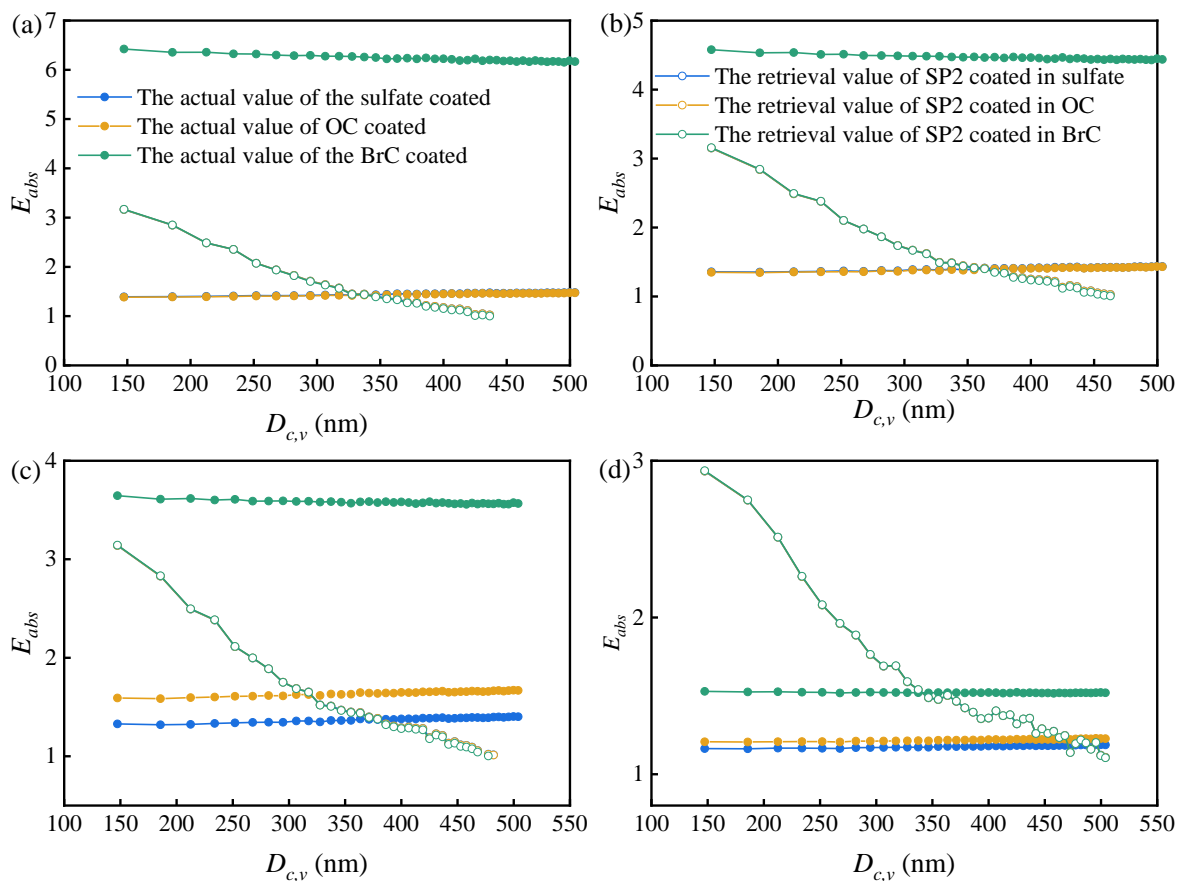 (a)
7
6
5
4
3
2
1
0
E_abs
The actual value of the sulfate coated
The actual value of OC coated
The actual value of the BrC coated
100 150 200 250 300 350 400 450 500
D_c,v (nm)
(b)
5
4
3
2
1
0
E_abs
The retrieval value of SP2 coated in sulfate
The retrieval value of SP2 coated in OC
The retrieval value of SP2 coated in BrC
100 150 200 250 300 350 400 450 500
D_c,v (nm)
(c)
4
3
2
1
E_abs
100 150 200 250 300 350 400 450 500 550
D_c,v (nm)
(d)
3
2
1
E_abs
100 150 200 250 300 350 400 450 500 550
D_c,v (nm)